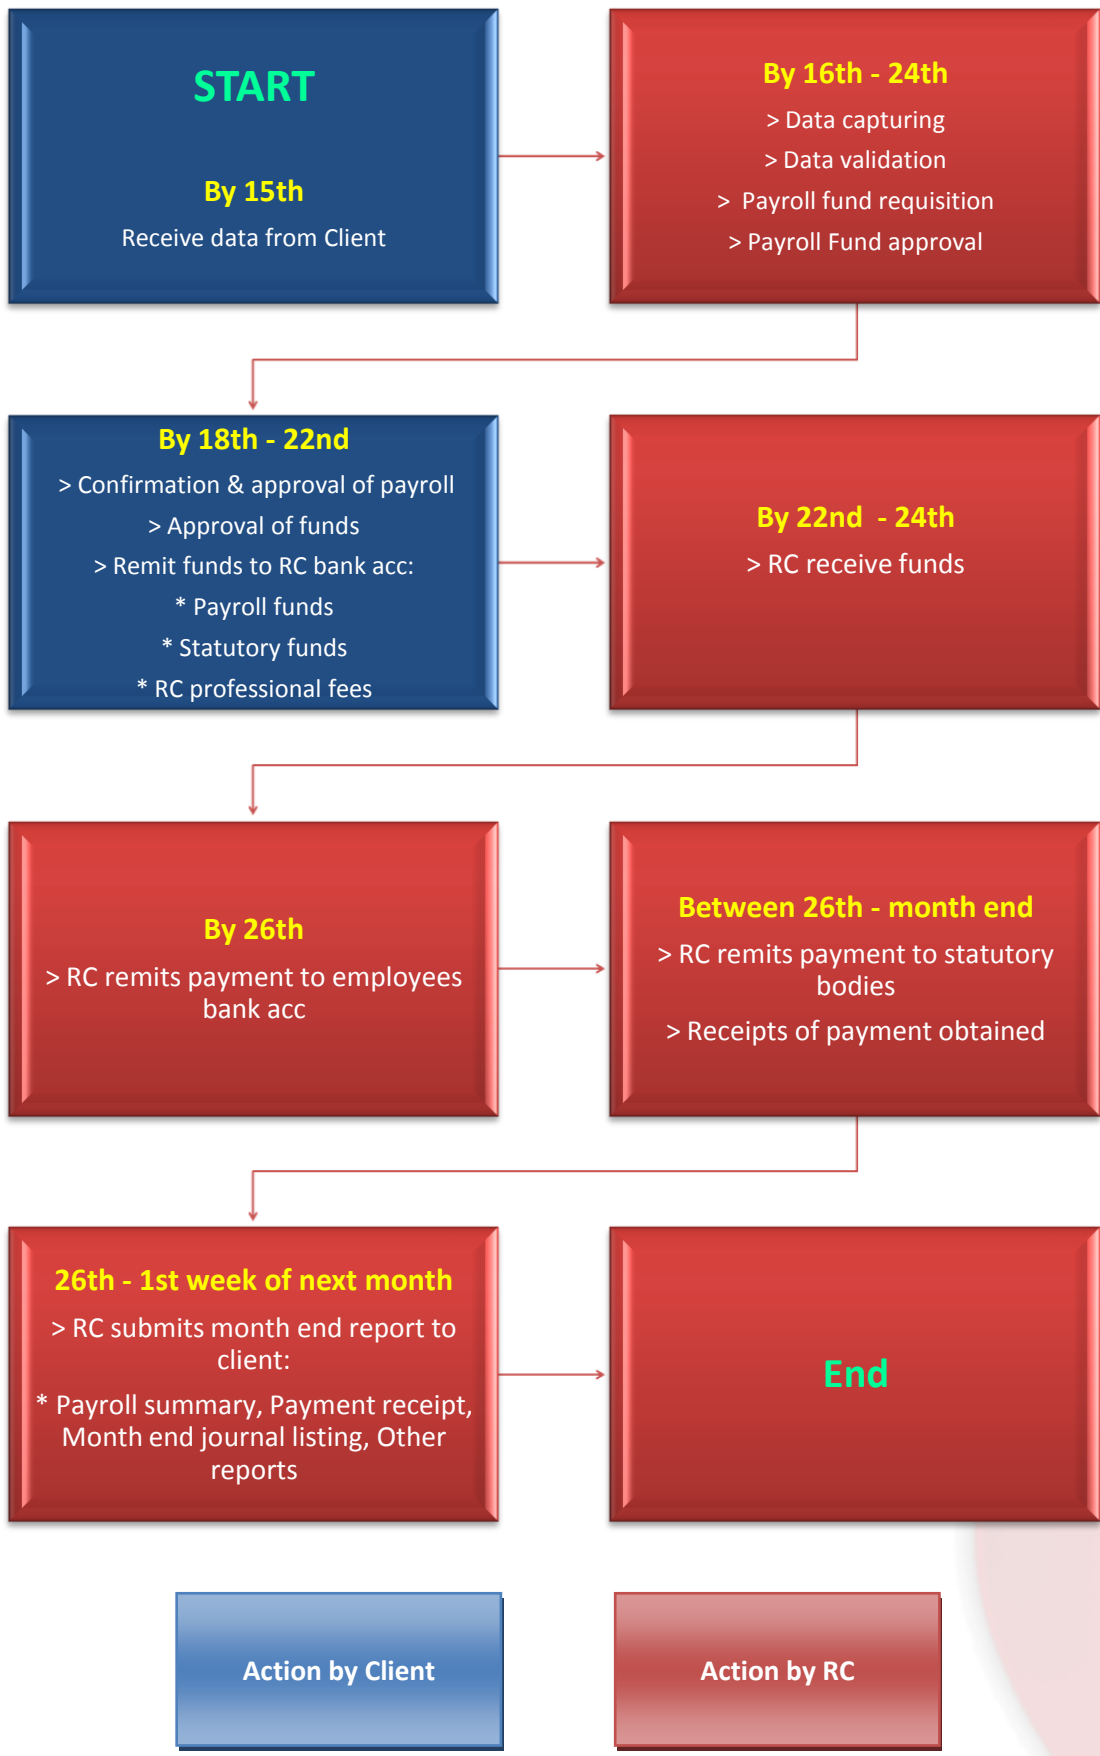 START
By 15th
Receive data from Client
By 16th - 24th
> Data capturing
> Data validation
> Payroll fund requisition
> Payroll Fund approval
By 18th - 22nd
> Confirmation & approval of payroll
> Approval of funds
> Remit funds to RC bank acc:
* Payroll funds
* Statutory funds
* RC professional fees
By 22nd - 24th
> RC receive funds
By 26th
> RC remits payment to employees
bank acc
Between 26th - month end
> RC remits payment to statutory
bodies
> Receipts of payment obtained
26th - 1st week of next month
> RC submits month end report to
client:
* Payroll summary, Payment receipt,
Month end journal listing, Other
reports
End
Action by Client
Action by RC